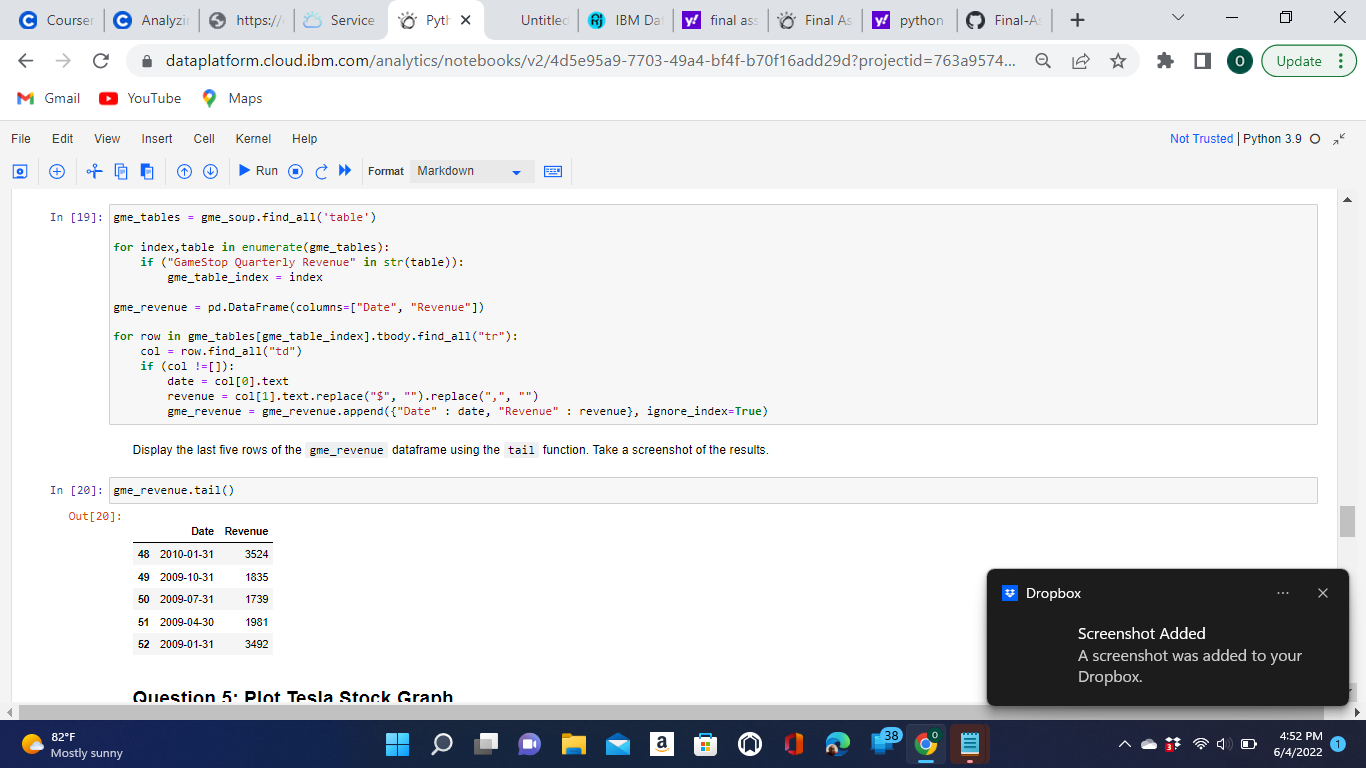 Courser
Analyzin
https://
Service
Pyth
Untitled
IBM Da
final ass
Final As
python
Final-As
dataplatform.cloud.ibm.com/analytics/notebooks/v2/4d5e95a9-7703-49a4-bf4f-b70f16add29d?projectid=763a9574...
O
Update
Gmail
YouTube
Maps
File Edit View Insert Cell Kernel Help
Not Trusted | Python 3.9
Run
Format
Markdown
In [19]:
gme_tables = gme_soup.find_all('table')
for index,table in enumerate(gme_tables):
    if ("GameStop Quarterly Revenue" in str(table)):
        gme_table_index = index
gme_revenue = pd.DataFrame(columns=["Date", "Revenue"])
for row in gme_tables[gme_table_index].tbody.find_all("tr"):
    col = row.find_all("td")
    if (col !=[]):
        date = col[0].text
        revenue = col[1].text.replace("$", "").replace(",", "")
        gme_revenue = gme_revenue.append({"Date" : date, "Revenue" : revenue}, ignore_index=True)
Display the last five rows of the gme_revenue dataframe using the tail function. Take a screenshot of the results.
In [20]: gme_revenue.tail()
Out[20]:
Date Revenue
48 2010-01-31 3524
49 2009-10-31 1835
50 2009-07-31 1739
51 2009-04-30 1981
52 2009-01-31 3492
Question 5: Plot Tesla Stock Graph
Dropbox
Screenshot Added
A screenshot was added to your
Dropbox.
82°F
Mostly sunny
38
0
3
4:52 PM
6/4/2022
1